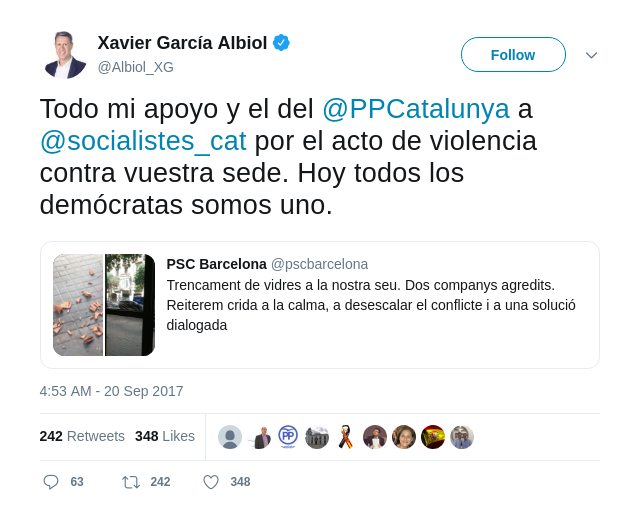 Xavier García Albiol
@Albiol_XG
Follow
Todo mi apoyo y el del @PPCatalunya a
@socialistes_cat por el acto de violencia
contra vuestra sede. Hoy todos los
demócratas somos uno.
PSC Barcelona @pscbarcelona
Trencament de vidres a la nostra seu. Dos companys agredits.
Reiterem crida a la calma, a desescalar el conflicte i a una solució
dialogada
4:53 AM - 20 Sep 2017
242 Retweets 348 Likes
PP
63 242 348